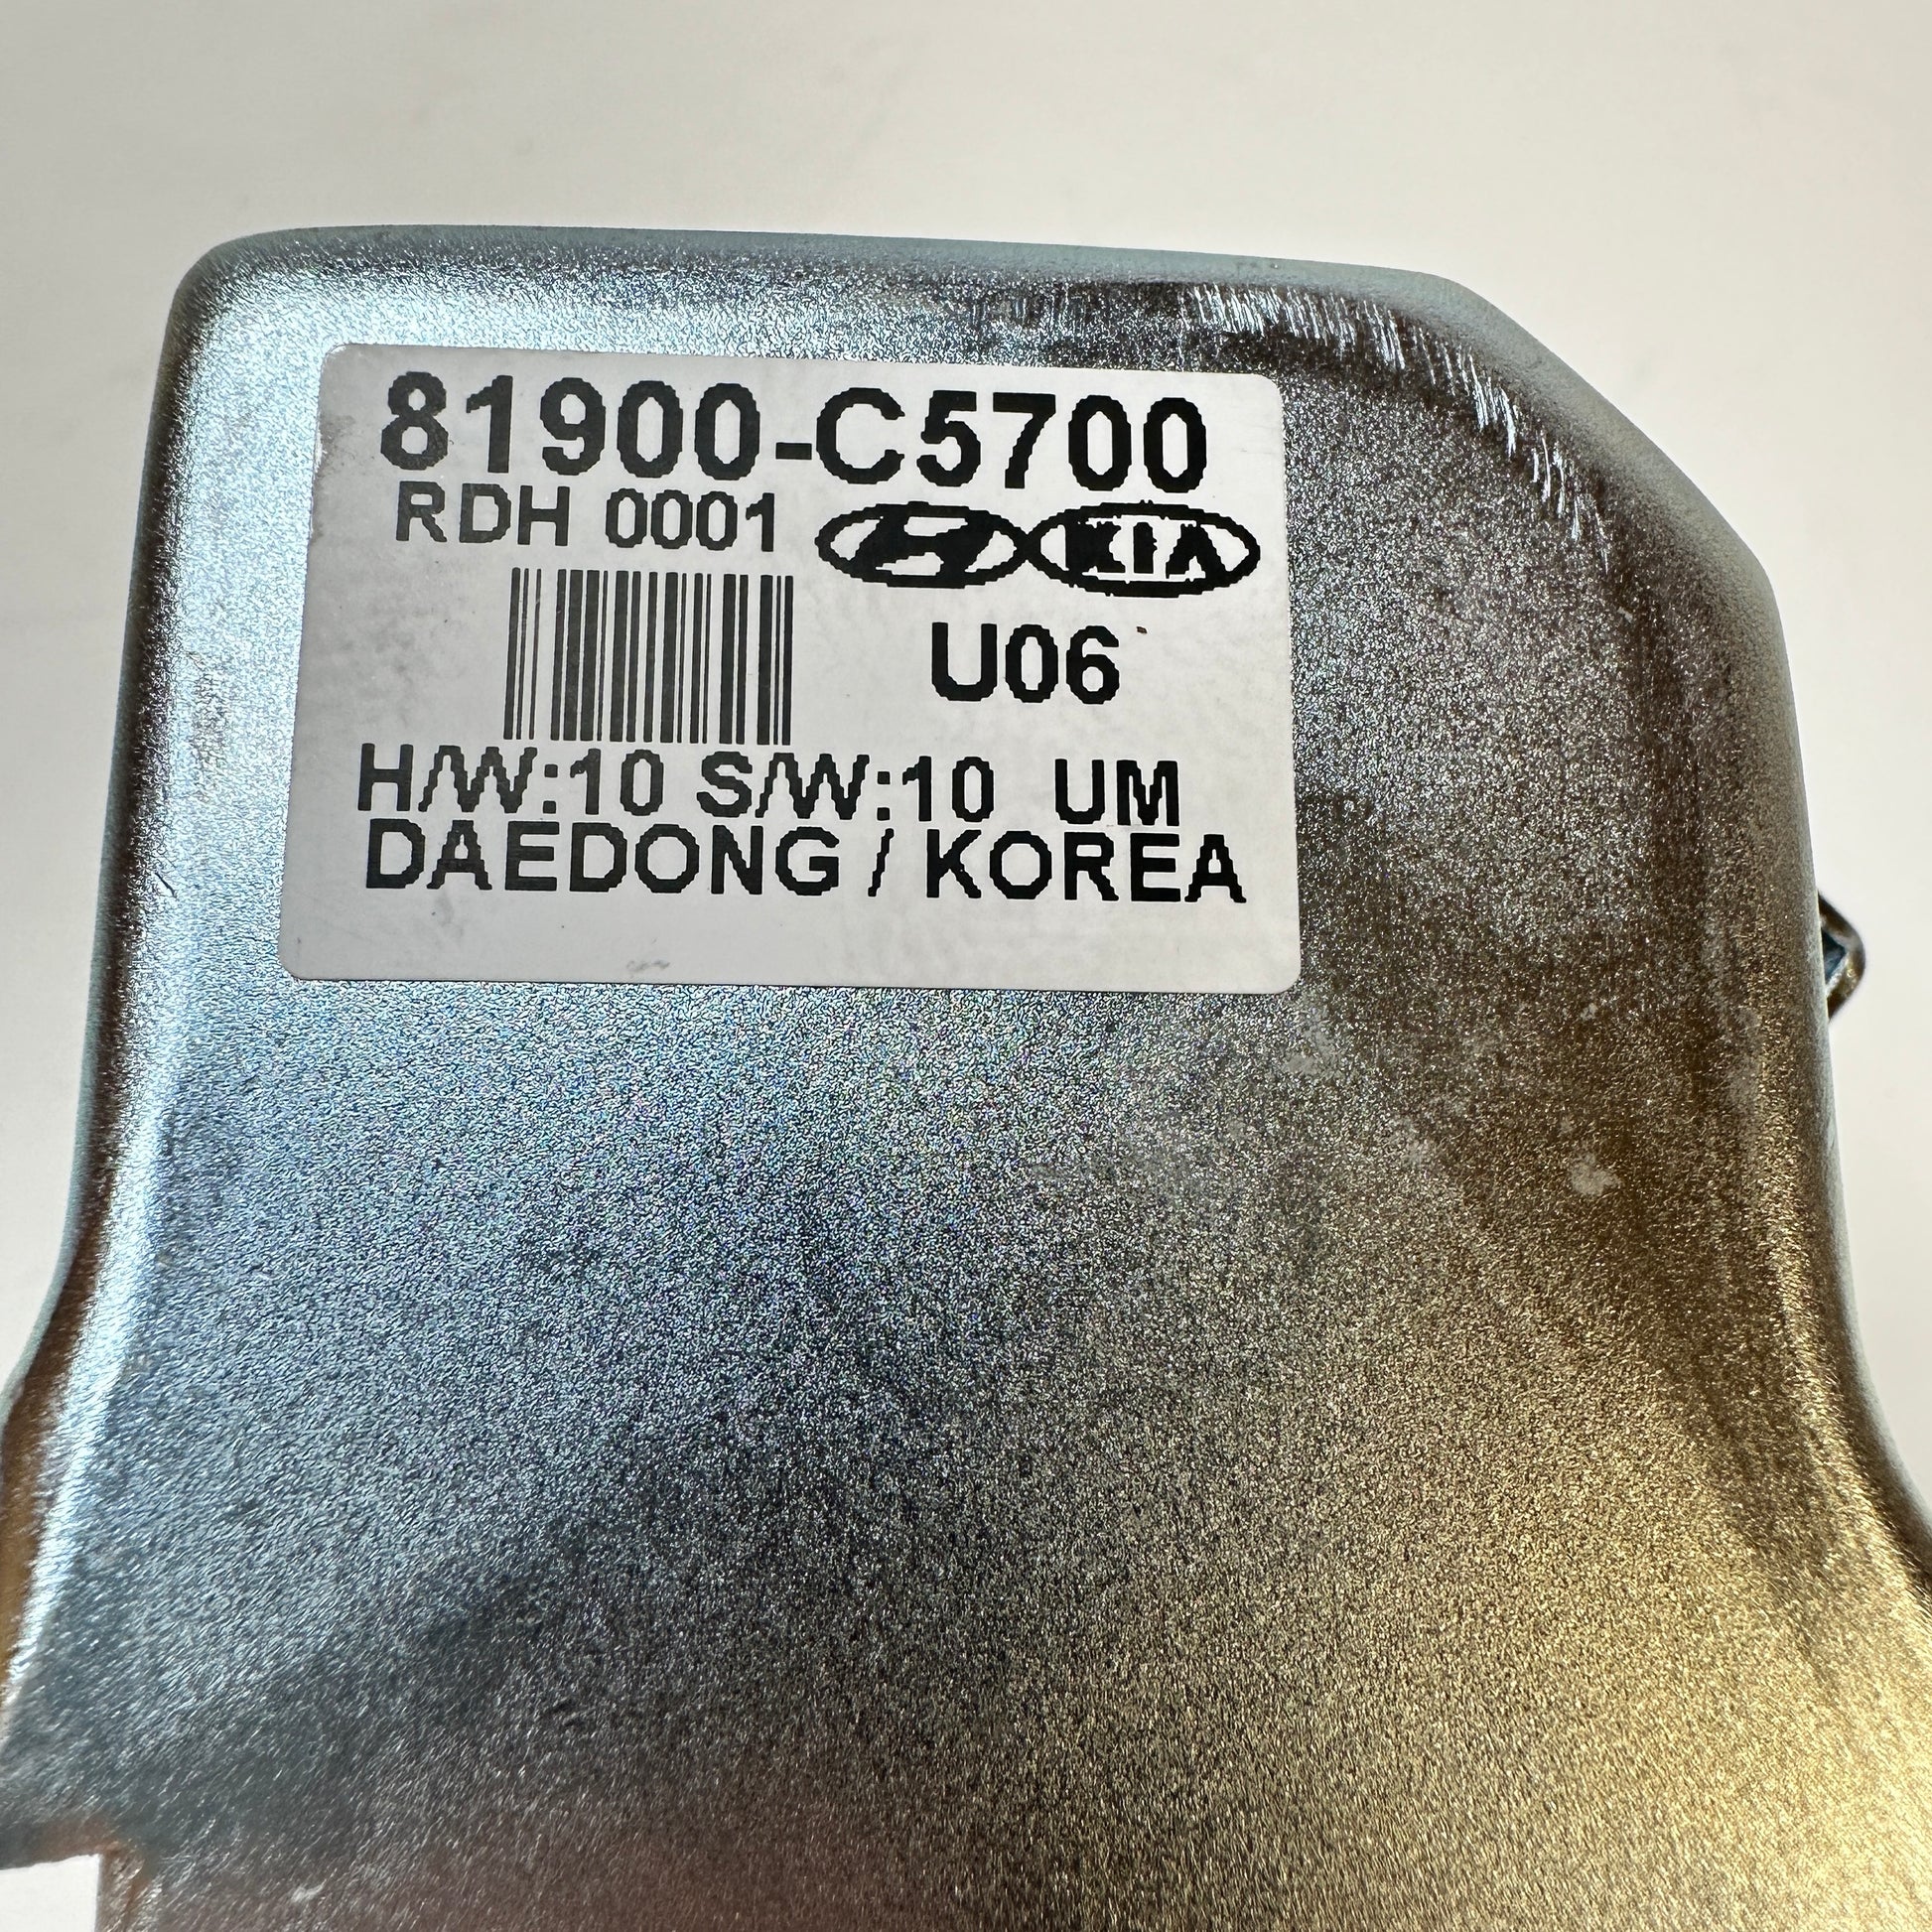 81900-C5700
RDH 0001 KIA
U06
H/W:10 S/W:10 UM
DAEDONG / KOREA